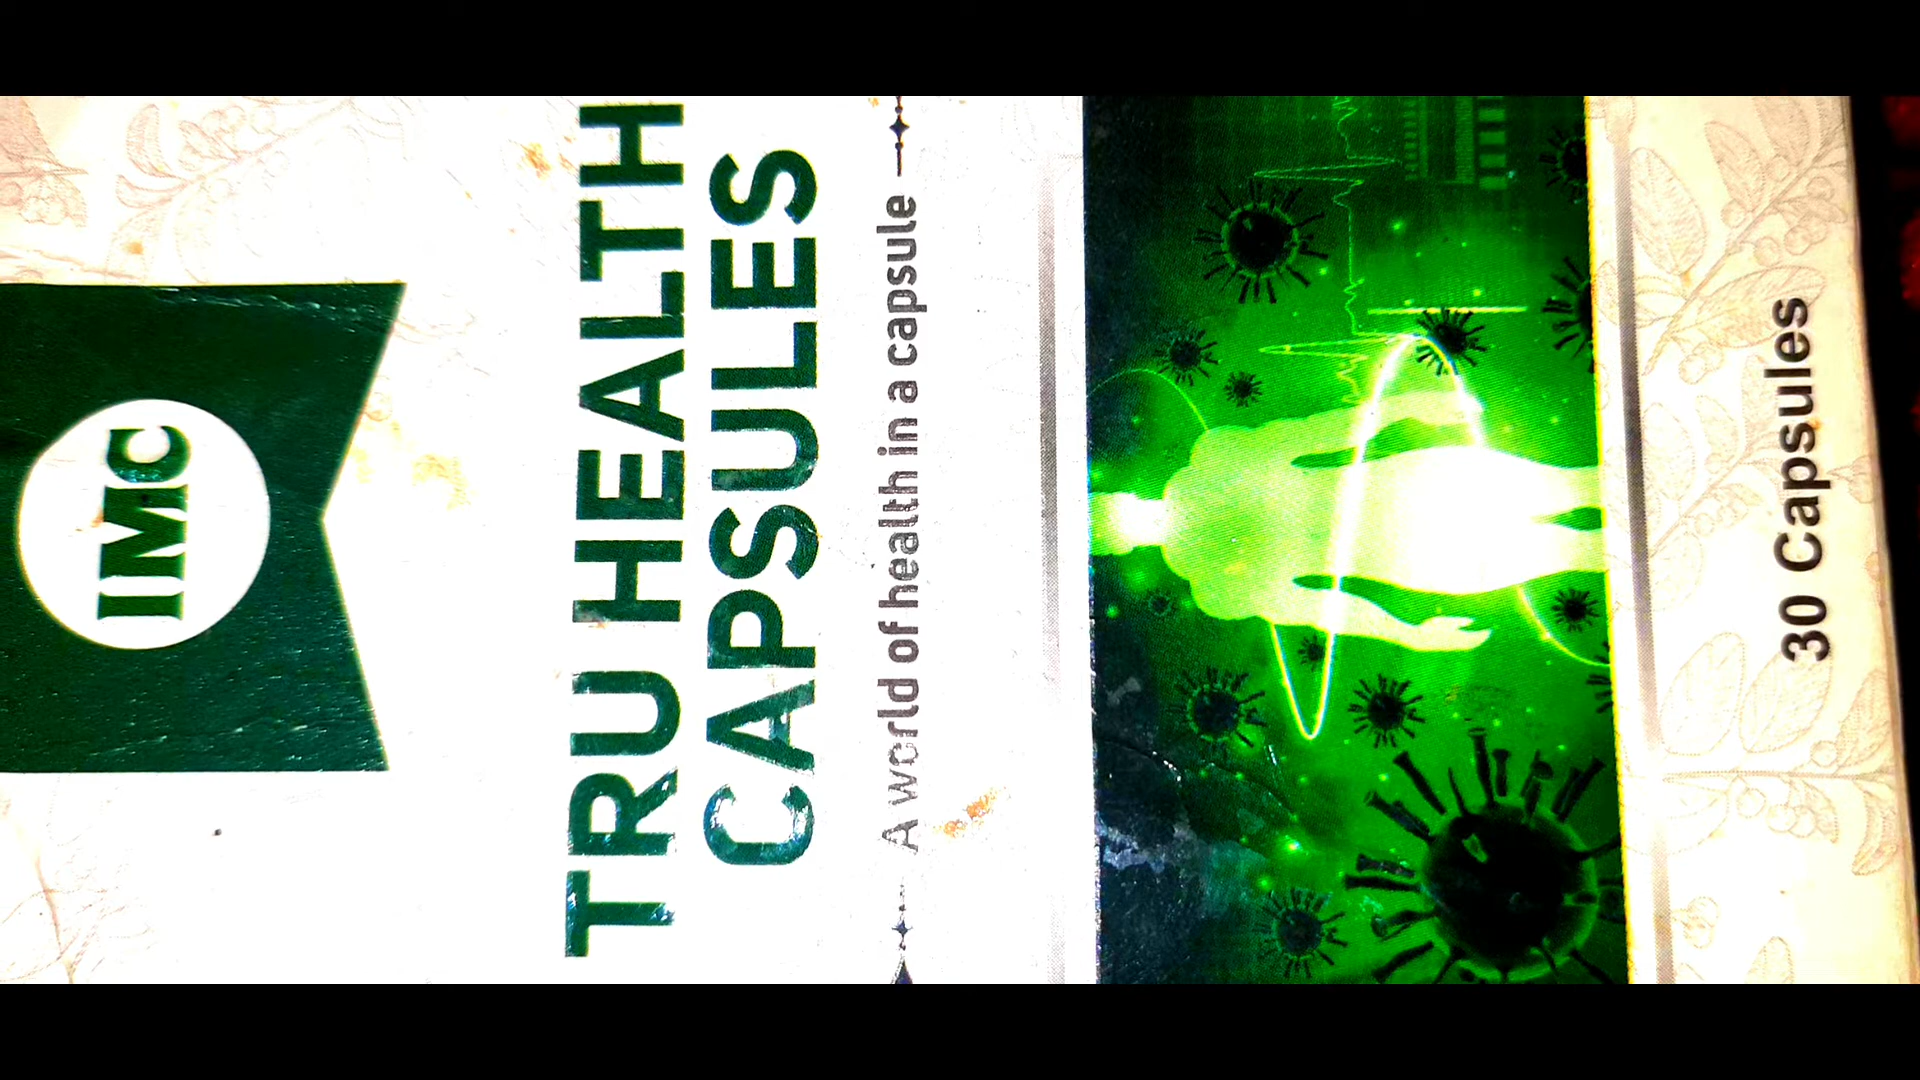 IMC
TRU HEALTH
CAPSULES
A world of health in a capsule
30 Capsules